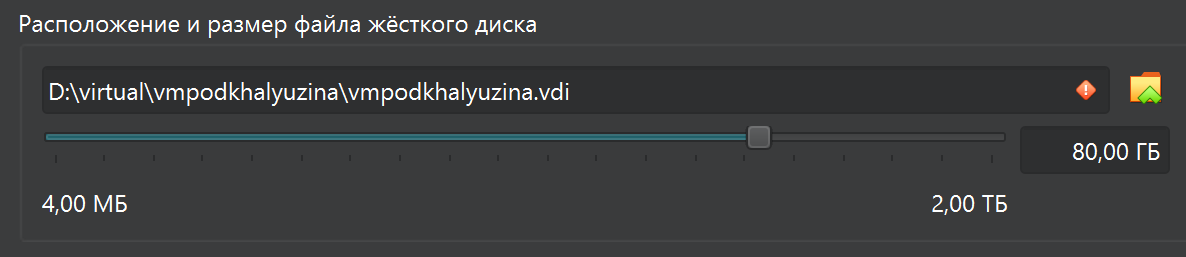 Расположение и размер файла жёсткого диска
D:\virtual\vmpodkhalyuzina\vmpodkhalyuzina.vdi
80,00 ГБ
4,00 МБ 2,00 ТБ